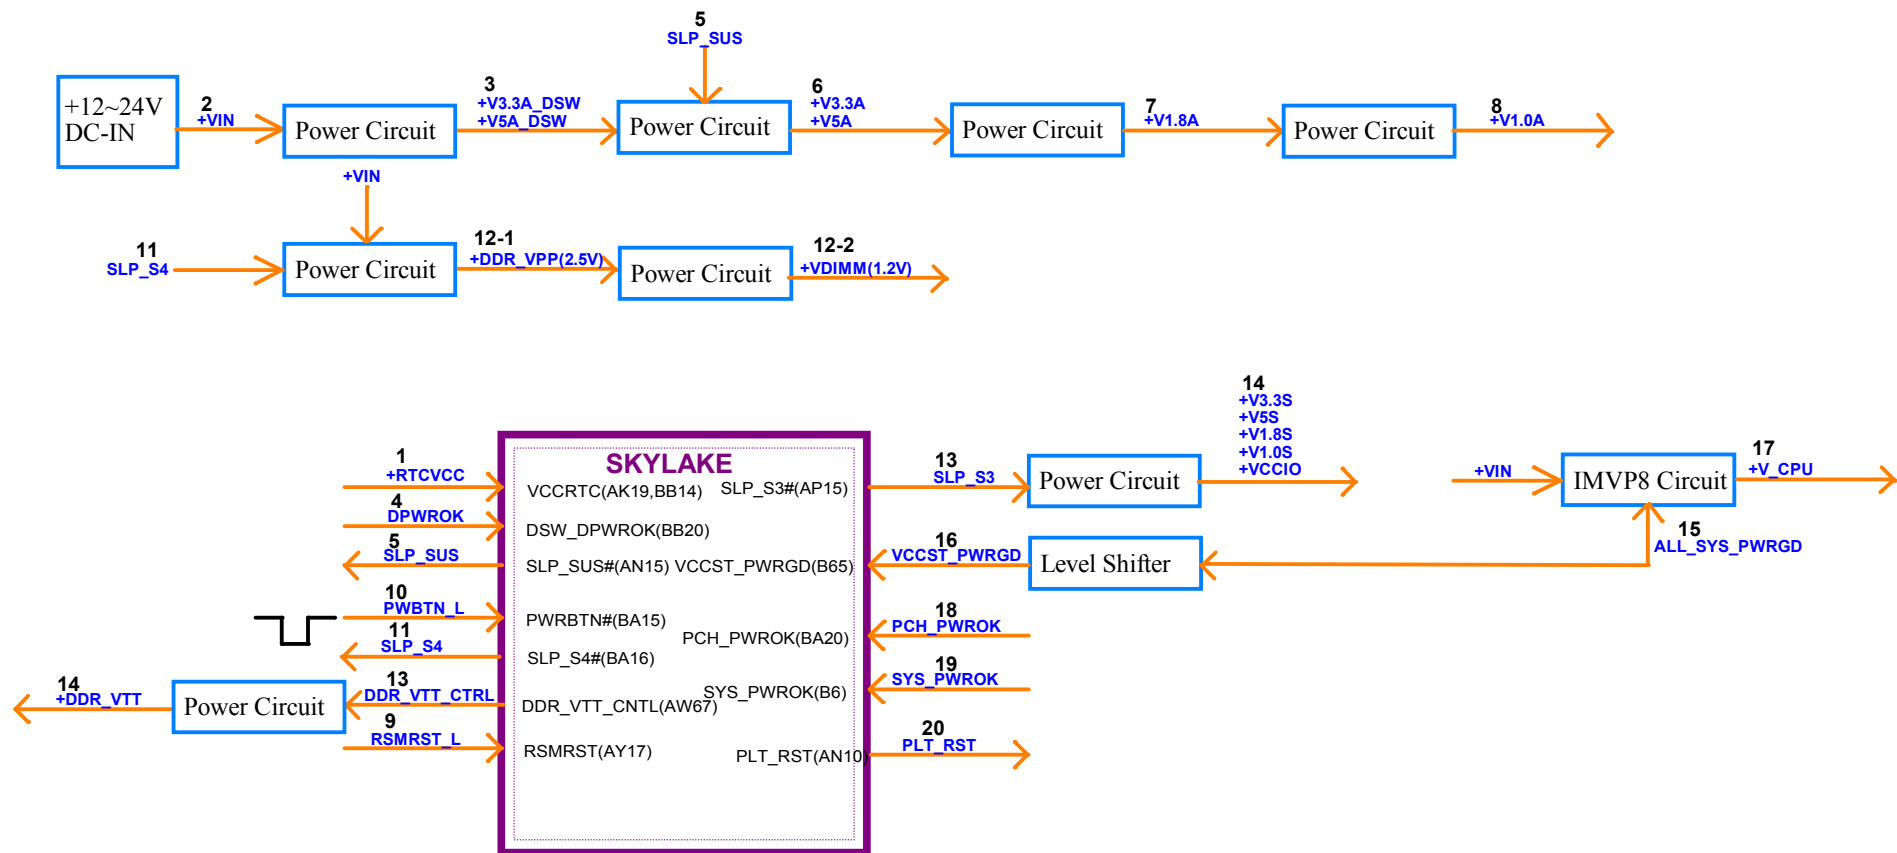 5
SLP_SUS
+12~24V
DC-IN
2
+VIN
Power Circuit
3
+V3.3A_DSW
+V5A_DSW
Power Circuit
6
+V3.3A
+V5A
Power Circuit
7
+V1.8A
Power Circuit
8
+V1.0A
+VIN
11
SLP_S4
Power Circuit
12-1
+DDR_VPP(2.5V)
Power Circuit
12-2
+VDIMM(1.2V)
SKYLAKE
1
+RTCVCC
VCCRTC(AK19,BB14)
4
DPWROK
DSW_DPWROK(BB20)
5
SLP_SUS
SLP_SUS#(AN15)
10
PWBTN_L
PWRBTN#(BA15)
11
SLP_S4
SLP_S4#(BA16)
14
+DDR_VTT
Power Circuit
13
DDR_VTT_CTRL
DDR_VTT_CNTL(AW67)
9
RSMRST_L
RSMRST(AY17)
SLP_S3#(AP15)
13
SLP_S3
Power Circuit
14
+V3.3S
+V5S
+V1.8S
+V1.0S
+VCCIO
+VIN
IMVP8 Circuit
17
+V_CPU
15
ALL_SYS_PWRGD
VCCST_PWRGD(B65)
16
VCCST_PWRGD
Level Shifter
PCH_PWROK(BA20)
18
PCH_PWROK
SYS_PWROK(B6)
19
SYS_PWROK
PLT_RST(AN10)
20
PLT_RST